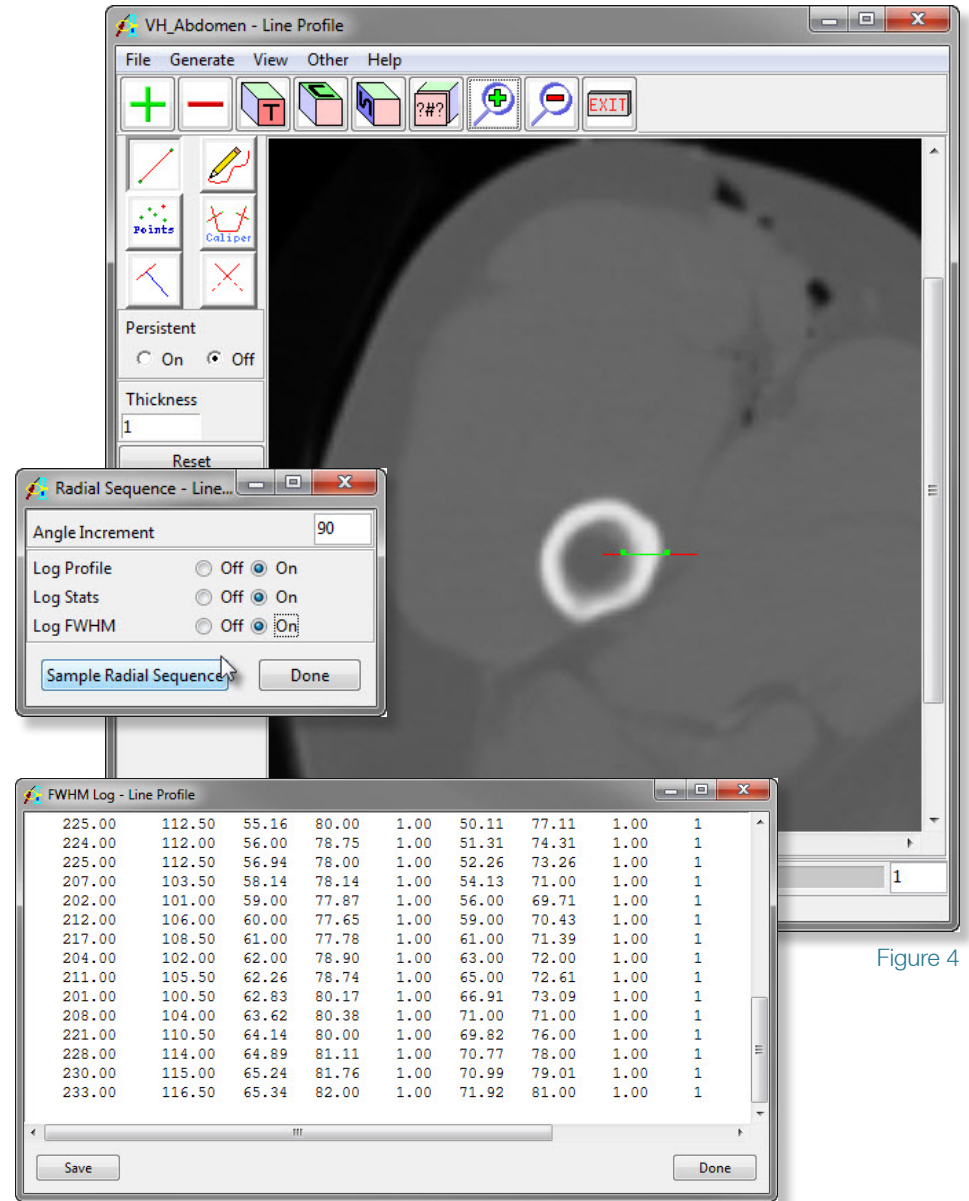 VH_Abdomen - Line Profile
File Generate View Other Help
T
?#?
EXIT
Points
Caliper
Persistent
On Off
Thickness
1
Reset
Radial Sequence - Line...
Angle Increment 90
Log Profile Off On
Log Stats Off On
Log FWHM Off On
Sample Radial Sequence Done
1
Figure 4
FWHM Log - Line Profile
225.00 112.50 55.16 80.00 1.00 50.11 77.11 1.00 1
224.00 112.00 56.00 78.75 1.00 51.31 74.31 1.00 1
225.00 112.50 56.94 78.00 1.00 52.26 73.26 1.00 1
207.00 103.50 58.14 78.14 1.00 54.13 71.00 1.00 1
202.00 101.00 59.00 77.87 1.00 56.00 69.71 1.00 1
212.00 106.00 60.00 77.65 1.00 59.00 70.43 1.00 1
217.00 108.50 61.00 77.78 1.00 61.00 71.39 1.00 1
204.00 102.00 62.00 78.90 1.00 63.00 72.00 1.00 1
211.00 105.50 62.26 78.74 1.00 65.00 72.61 1.00 1
201.00 100.50 62.83 80.17 1.00 66.91 73.09 1.00 1
208.00 104.00 63.62 80.38 1.00 71.00 71.00 1.00 1
221.00 110.50 64.14 80.00 1.00 69.82 76.00 1.00 1
228.00 114.00 64.89 81.11 1.00 70.77 78.00 1.00 1
230.00 115.00 65.24 81.76 1.00 70.99 79.01 1.00 1
233.00 116.50 65.34 82.00 1.00 71.92 81.00 1.00 1
Save Done